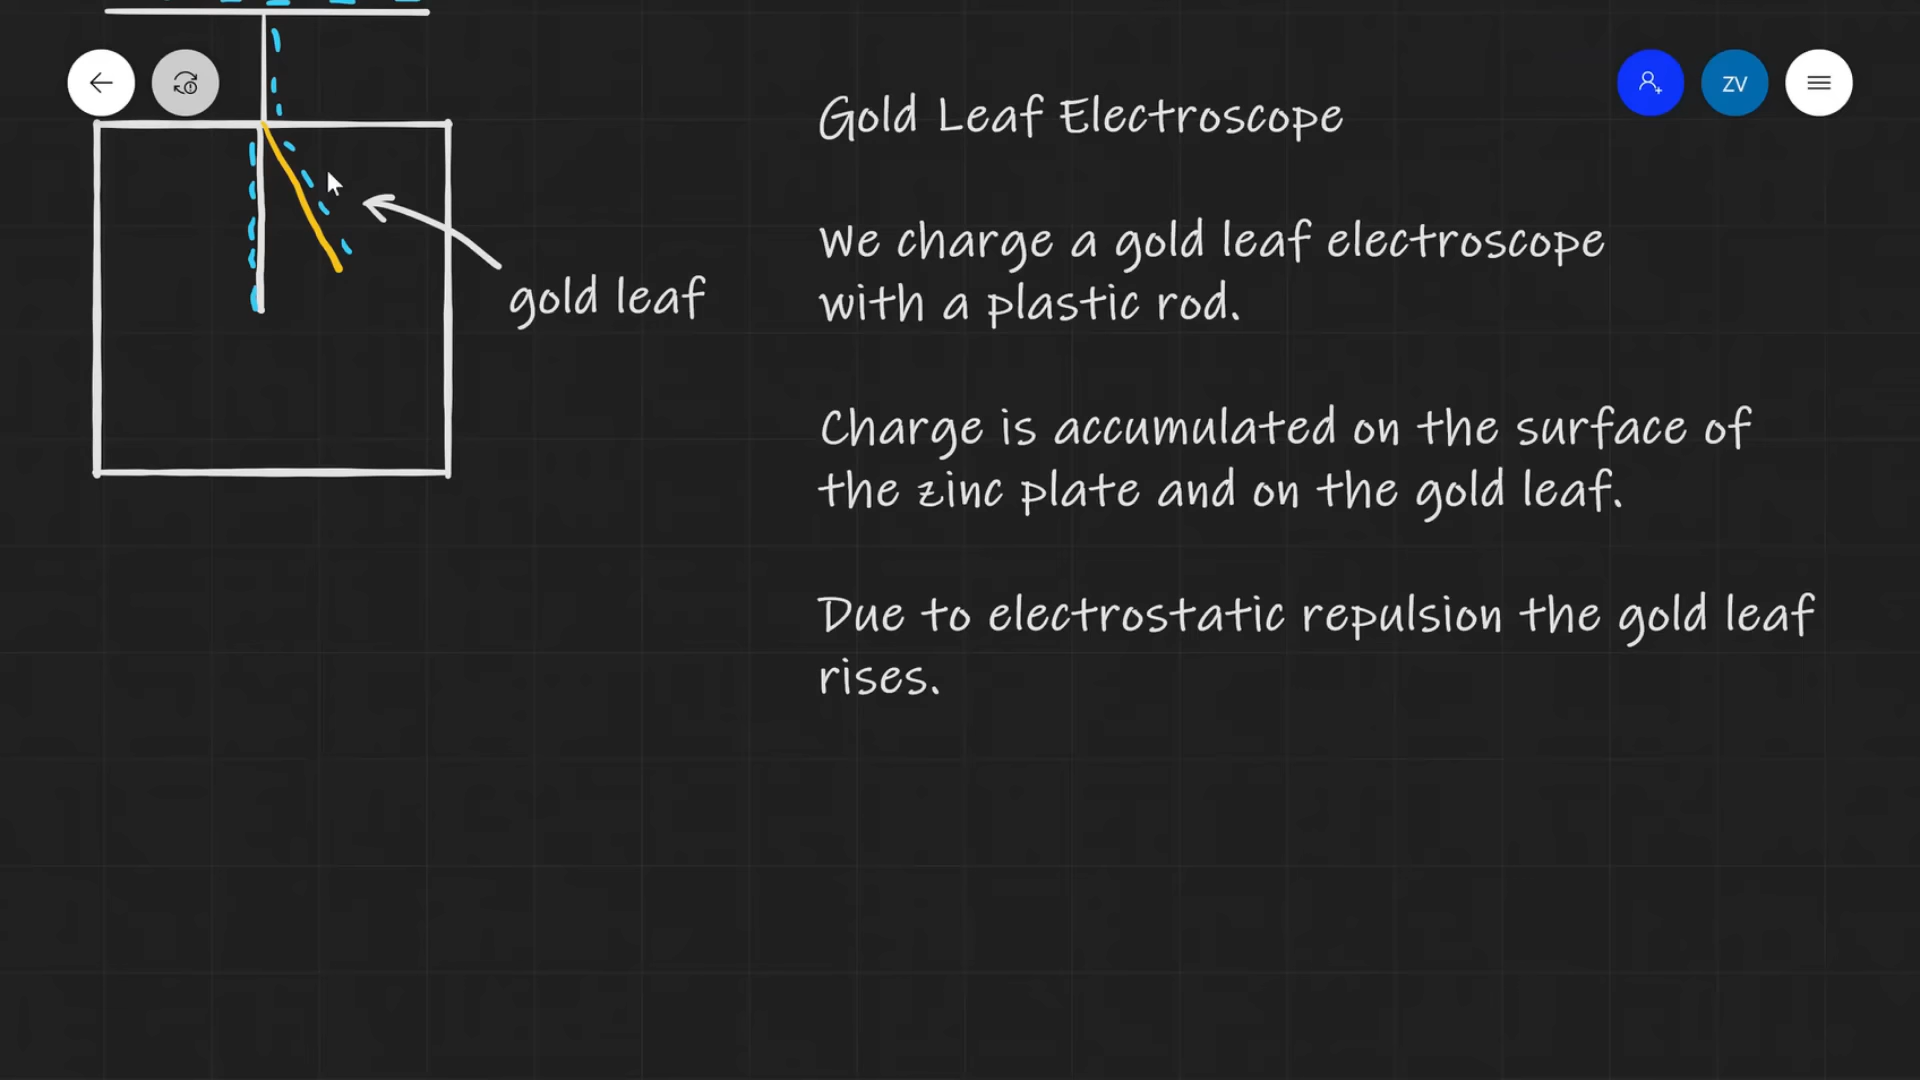 ZV
Gold Leaf Electroscope
We charge a gold leaf electroscope
with a plastic rod.
gold leaf
Charge is accumulated on the surface of
the zinc plate and on the gold leaf.
Due to electrostatic repulsion the gold leaf
rises.